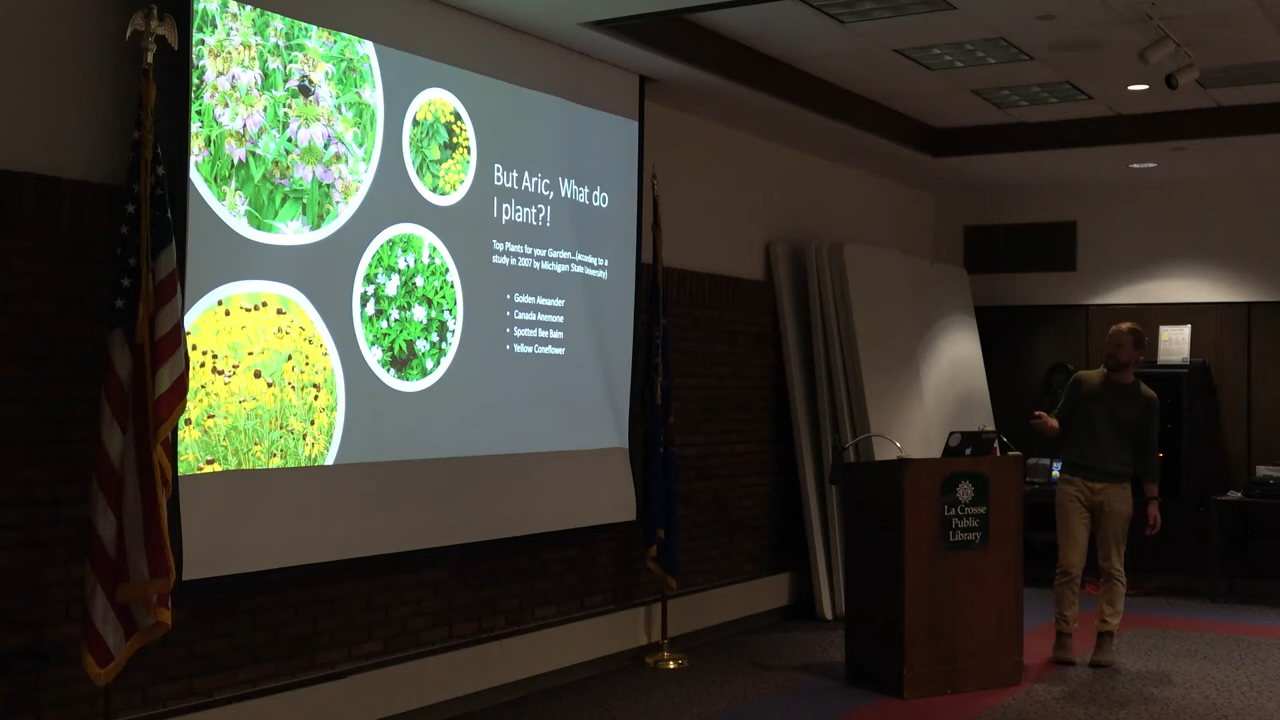 But Aric, What do
I plant?!
Top Plants for your Garden...(according to a
study in 2007 by Michigan State University)
• Golden Alexander
• Canada Anemone
• Spotted Bee Balm
• Yellow Coneflower
La Crosse
Public
Library